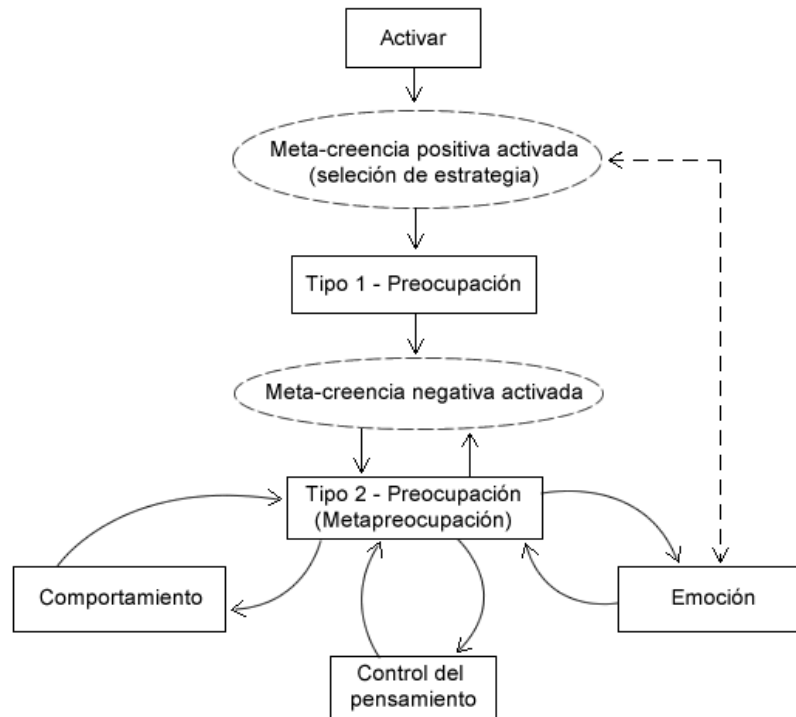 Activar
Meta-creencia positiva activada
(seleción de estrategia)
Tipo 1 - Preocupación
Meta-creencia negativa activada
Tipo 2 - Preocupación
(Metapreocupación)
Comportamiento
Emoción
Control del
pensamiento